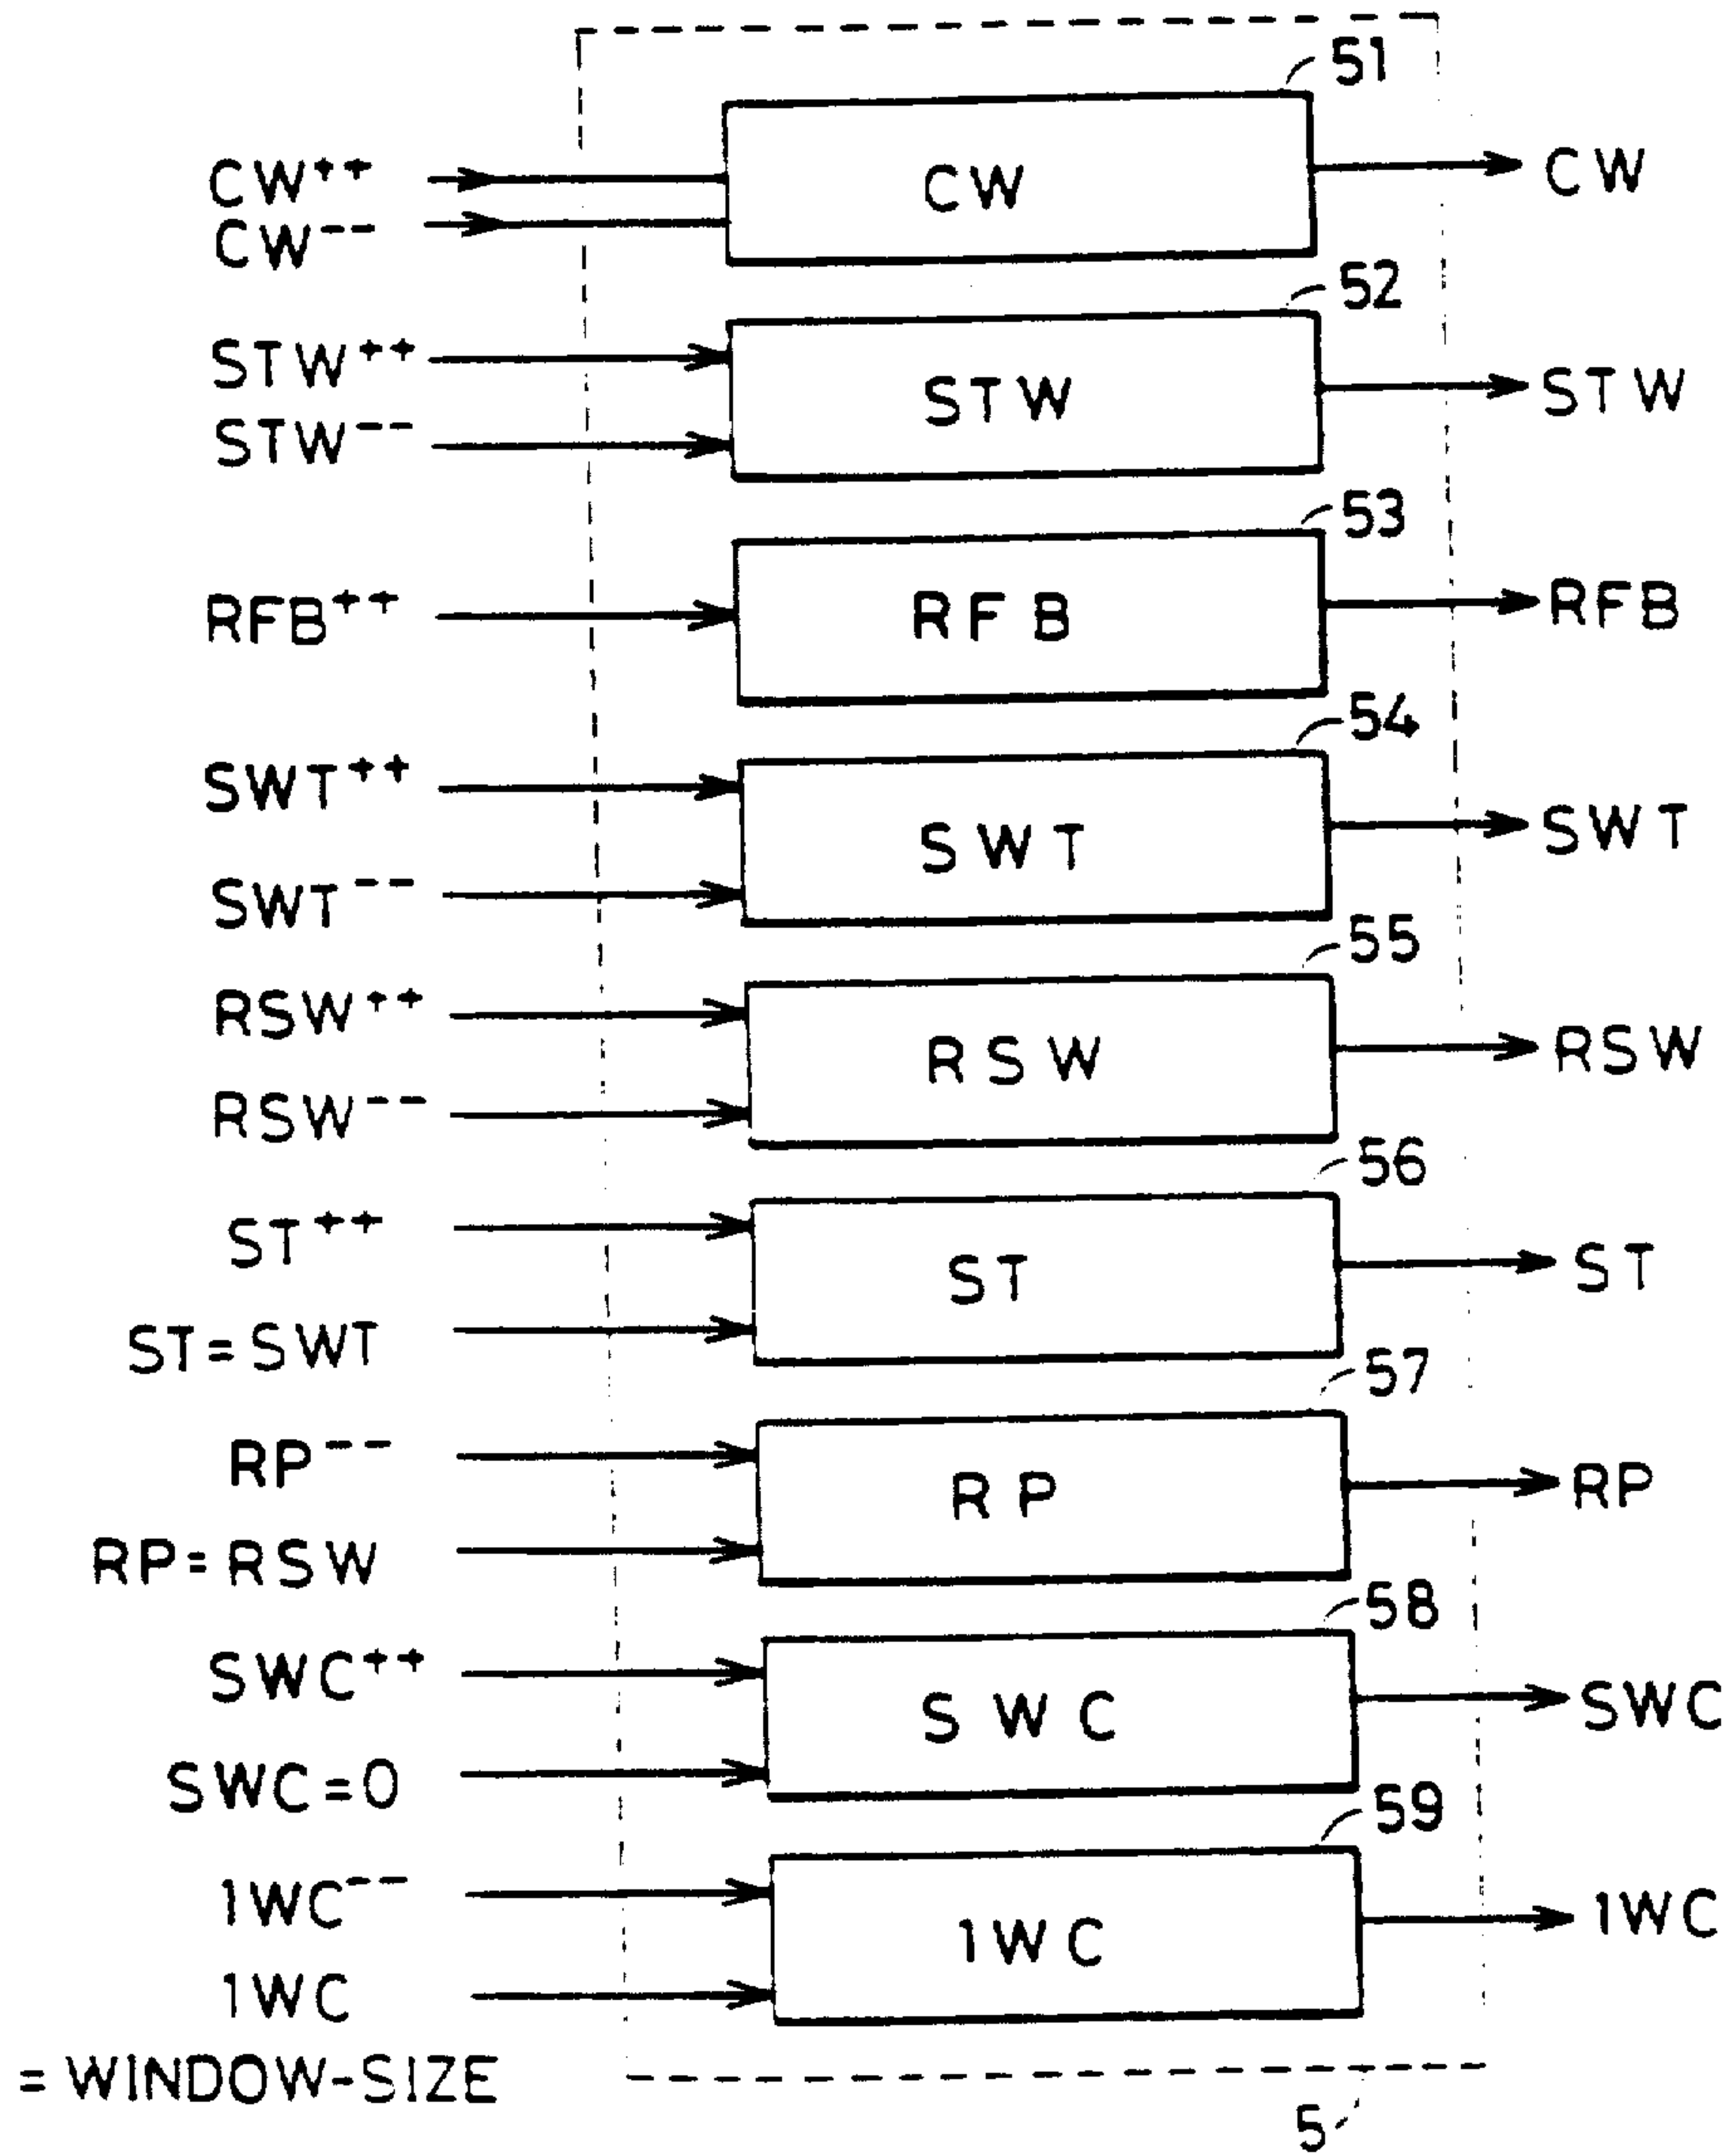 51
CW++
CW--
CW
CW
52
STW++
STW--
STW
STW
53
RFB++
RFB
RFB
54
SWT++
SWT--
SWT
SWT
55
RSW++
RSW--
RSW
RSW
56
ST++
ST=SWT
ST
ST
57
RP--
RP=RSW
RP
RP
58
SWC++
SWC=0
SWC
SWC
59
1WC--
1WC
= WINDOW-SIZE
1WC
1WC
5